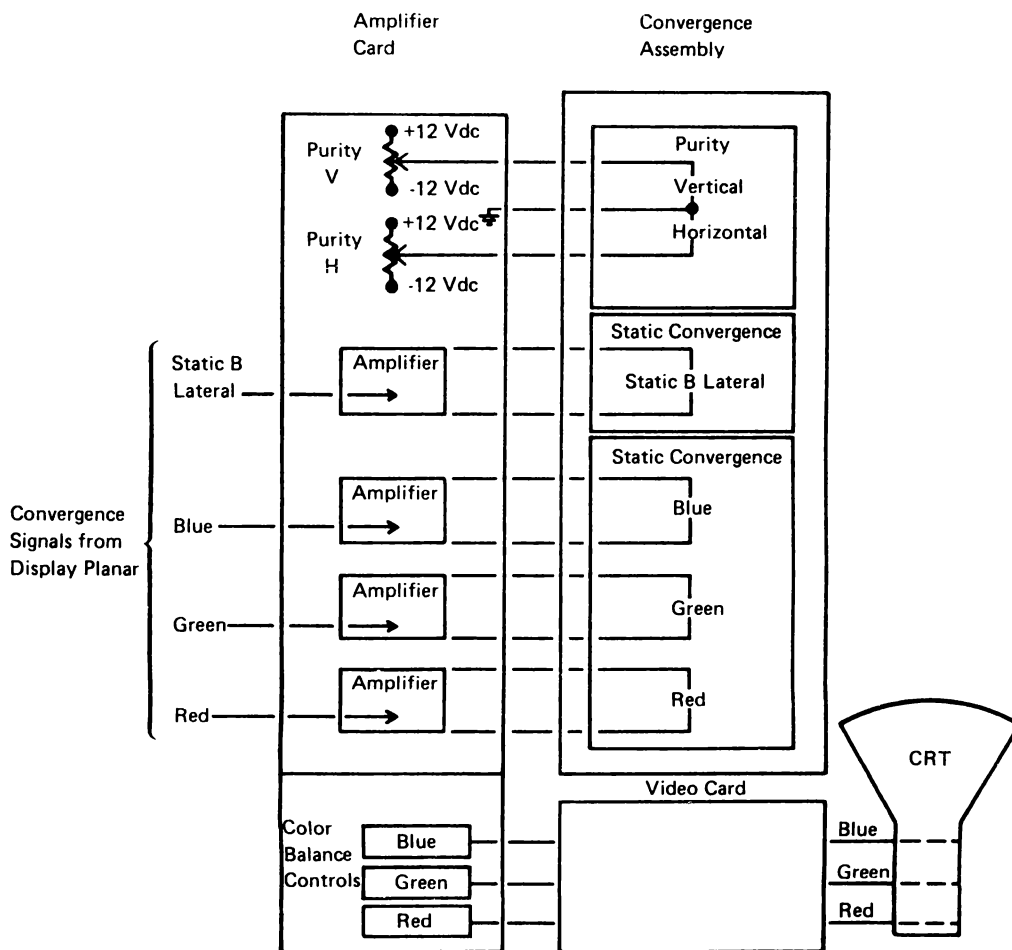 Amplifier
Card
Convergence
Assembly
Purity
V
+12 Vdc
-12 Vdc
Purity
H
+12 Vdc
-12 Vdc
Purity
Vertical
Horizontal
Static Convergence
Static B Lateral
Static Convergence
Blue
Green
Red
Convergence
Signals from
Display Planar
Static B
Lateral
Blue
Green
Red
Amplifier
Amplifier
Amplifier
Amplifier
Color
Balance
Controls
Blue
Green
Red
Video Card
Blue
Green
Red
CRT